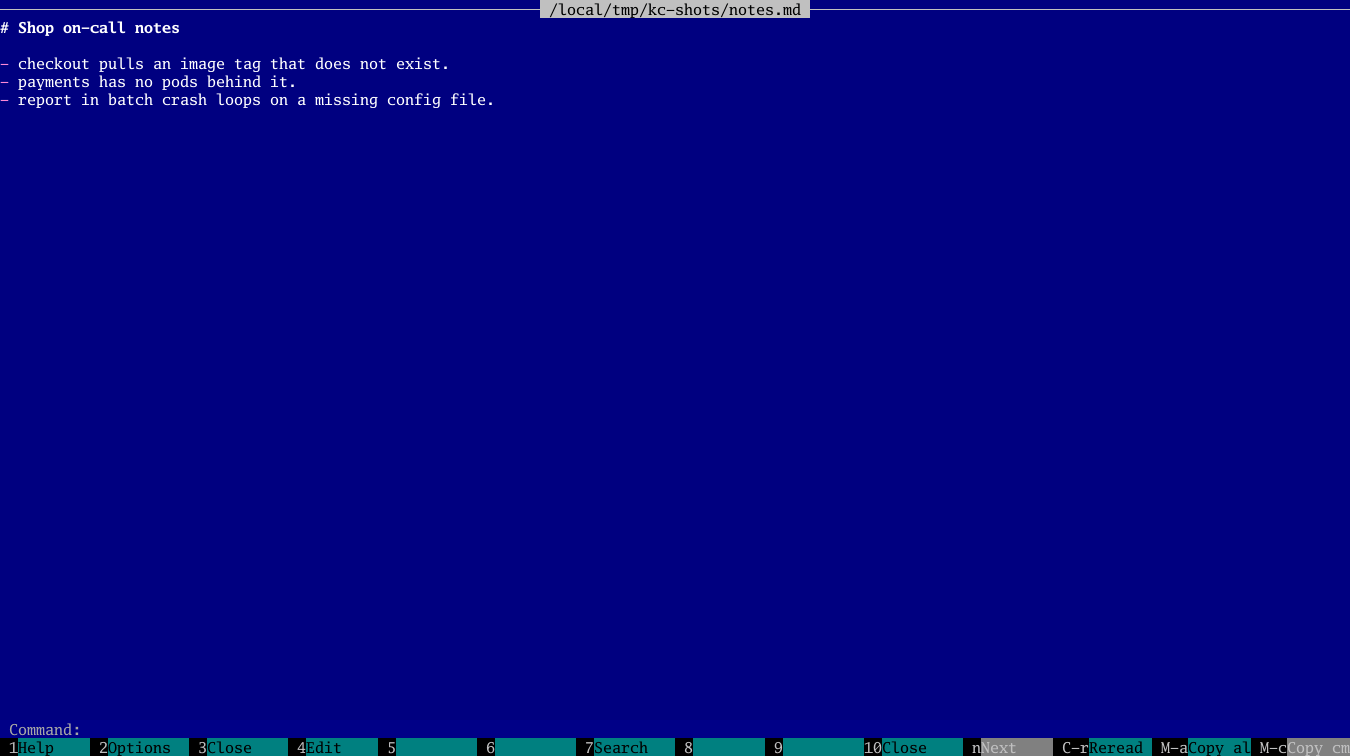 /local/tmp/kc-shots/notes.md
# Shop on-call notes
- checkout pulls an image tag that does not exist.
- payments has no pods behind it.
- report in batch crash loops on a missing config file.
Command:
1Help 2Options 3Close 4Edit 5 6 7Search 8 9 10Close nNext C-rReread M-aCopy al M-cCopy cm